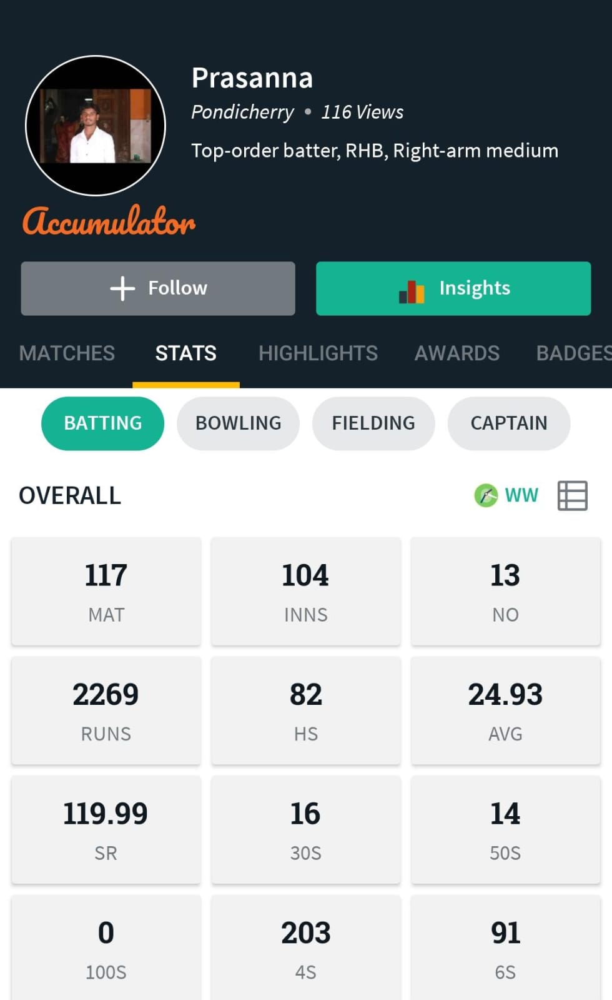 Prasanna
Pondicherry • 116 Views
Top-order batter, RHB, Right-arm medium
Accumulator
Follow Insights
MATCHES STATS HIGHLIGHTS AWARDS BADGES
BATTING BOWLING FIELDING CAPTAIN
OVERALL WW
117 104 13
MAT INNS NO
2269 82 24.93
RUNS HS AVG
119.99 16 14
SR 30S 50S
0 203 91
100S 4S 6S